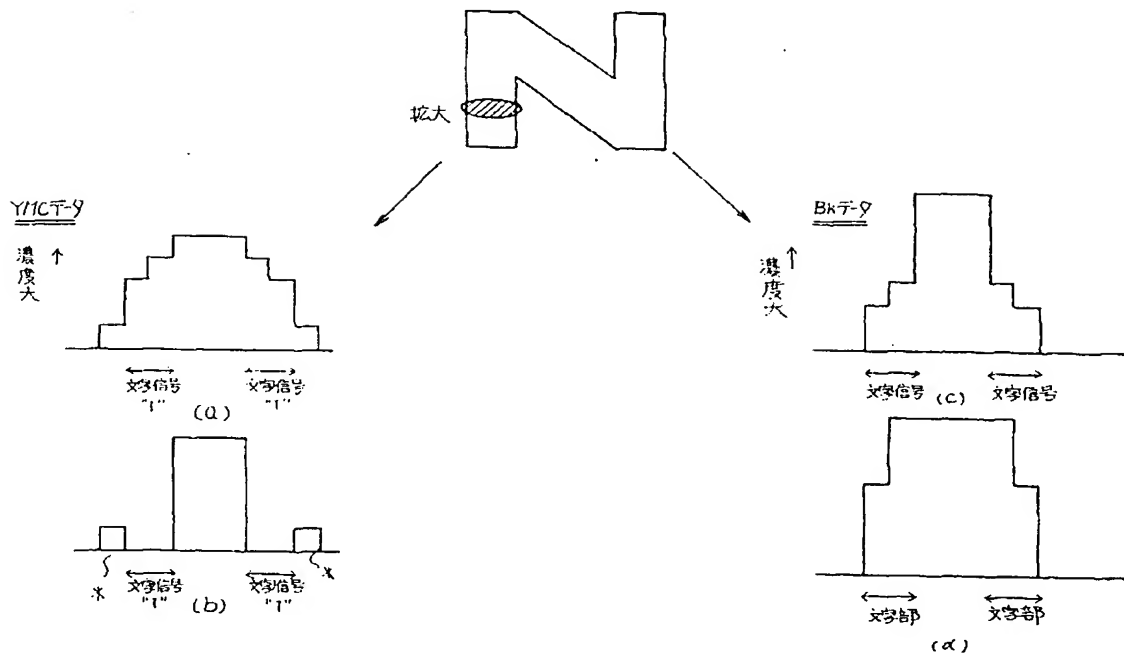 拡大
YMCデータ
濃度大 ↑
文字信号 "1"
文字信号 "1"
(a)
※
※
文字信号 "1"
文字信号 "1"
(b)
Bkデータ
濃度大 ↑
文字信号
文字信号
(c)
文字部
文字部
(d)